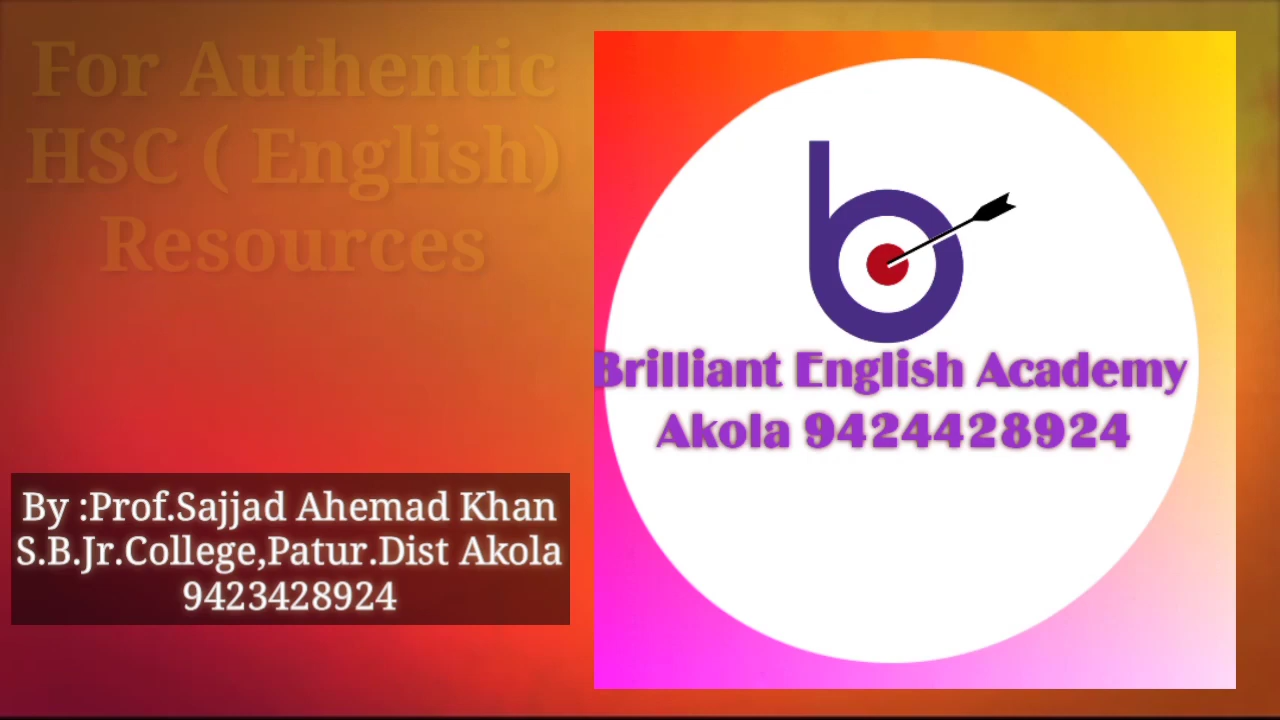 For Authentic
HSC ( English)
Resources
By :Prof.Sajjad Ahemad Khan
S.B.Jr.College,Patur.Dist Akola
9423428924
Brilliant English Academy
Akola 9424428924